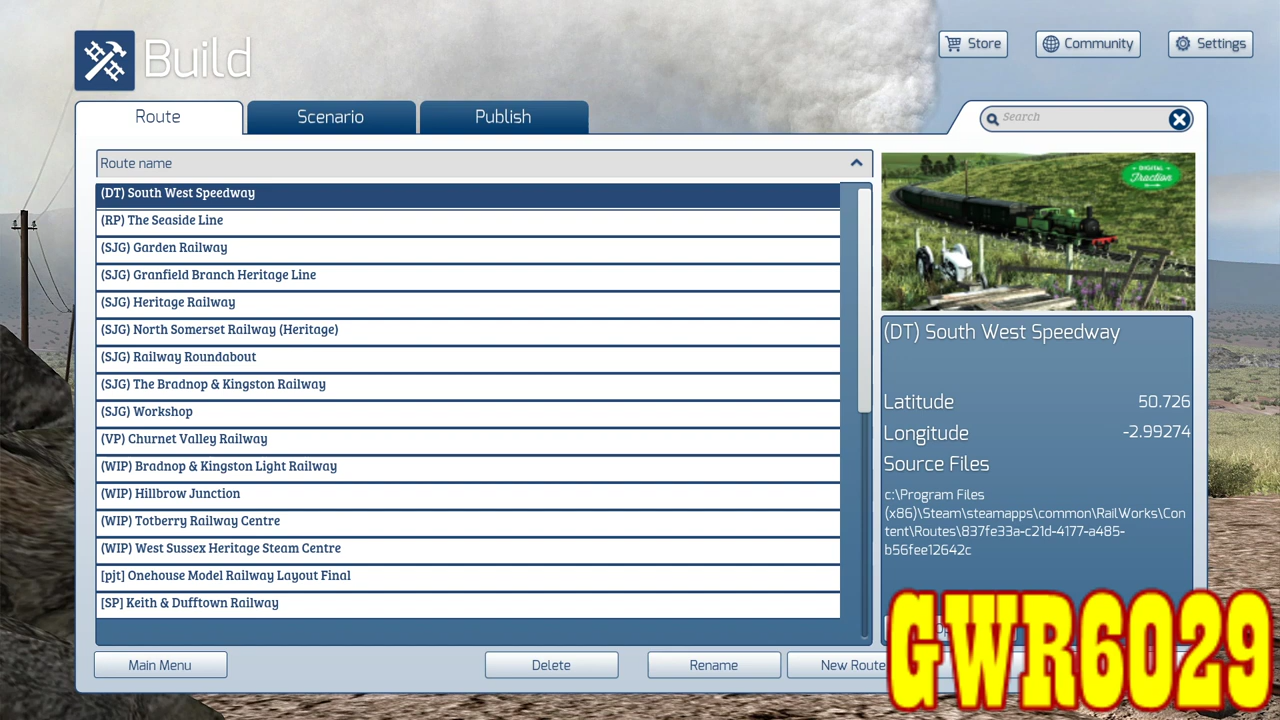 Build
Store
Community
Settings
Route
Scenario
Publish
Search
Route name
(DT) South West Speedway
(RP) The Seaside Line
(SJG) Garden Railway
(SJG) Granfield Branch Heritage Line
(SJG) Heritage Railway
(SJG) North Somerset Railway (Heritage)
(SJG) Railway Roundabout
(SJG) The Bradnop & Kingston Railway
(SJG) Workshop
(VP) Churnet Valley Railway
(WIP) Bradnop & Kingston Light Railway
(WIP) Hillbrow Junction
(WIP) Totberry Railway Centre
(WIP) West Sussex Heritage Steam Centre
[pjt] Onehouse Model Railway Layout Final
[SP] Keith & Dufftown Railway
DIGITAL
Traction
(DT) South West Speedway
Latitude 50.726
Longitude -2.99274
Source Files
c:\Program Files
(x86)\Steam\steamapps\common\RailWorks\Con
tent\Routes\837fe33a-c21d-4177-a485-
b56fee12642c
Main Menu
Delete
Rename
New Route
GWR6029